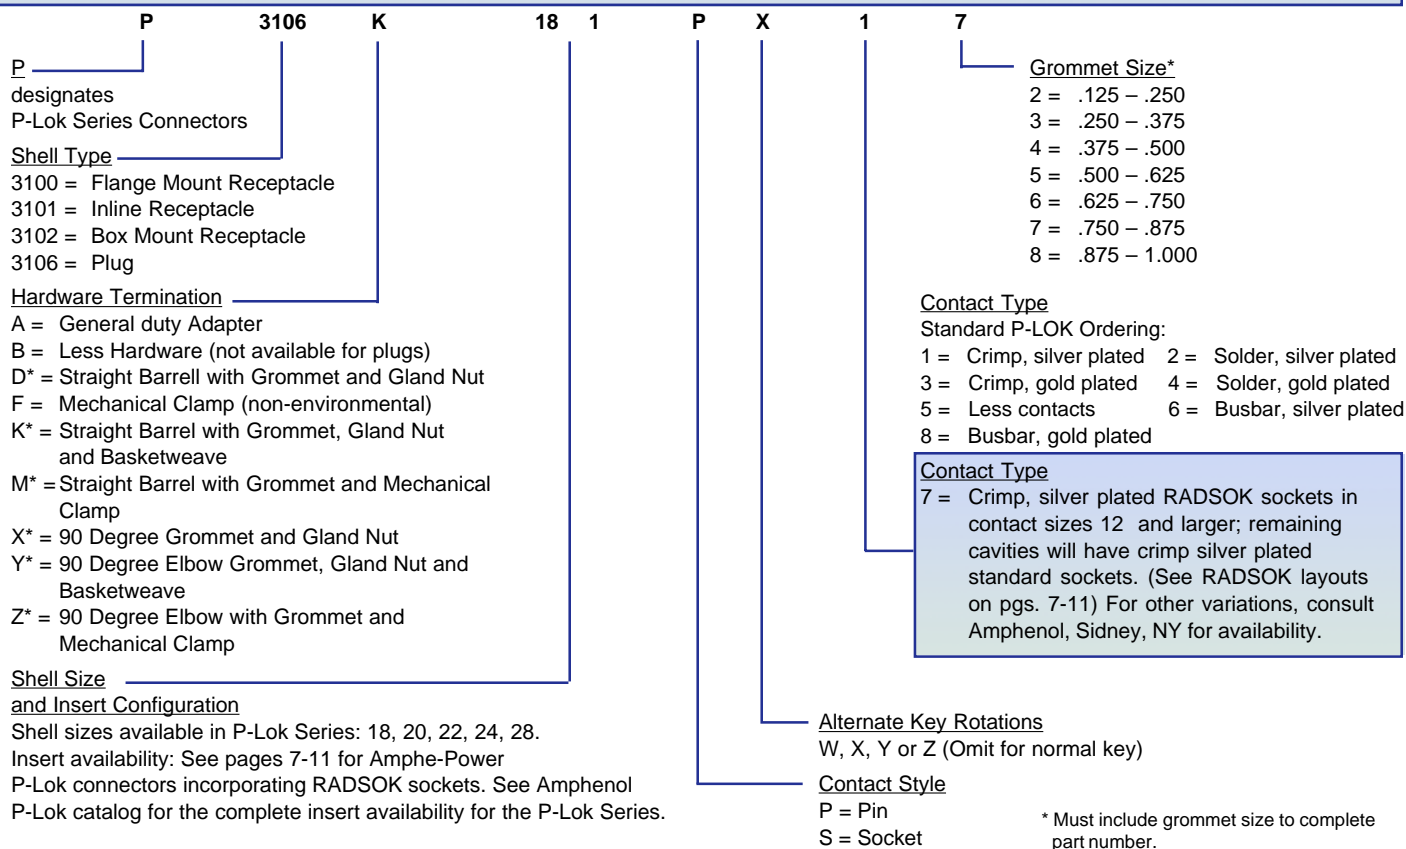 P 3106 K 18 1 P X 1 7
P
designates
P-Lok Series Connectors
Shell Type
3100 = Flange Mount Receptacle
3101 = Inline Receptacle
3102 = Box Mount Receptacle
3106 = Plug
Hardware Termination
A = General duty Adapter
B = Less Hardware (not available for plugs)
D* = Straight Barrell with Grommet and Gland Nut
F = Mechanical Clamp (non-environmental)
K* = Straight Barrel with Grommet, Gland Nut
and Basketweave
M* = Straight Barrel with Grommet and Mechanical
Clamp
X* = 90 Degree Grommet and Gland Nut
Y* = 90 Degree Elbow Grommet, Gland Nut and
Basketweave
Z* = 90 Degree Elbow with Grommet and
Mechanical Clamp
Shell Size
and Insert Configuration
Shell sizes available in P-Lok Series: 18, 20, 22, 24, 28.
Insert availability: See pages 7-11 for Amphe-Power
P-Lok connectors incorporating RADSOK sockets. See Amphenol
P-Lok catalog for the complete insert availability for the P-Lok Series.
Grommet Size*
2 = .125 – .250
3 = .250 – .375
4 = .375 – .500
5 = .500 – .625
6 = .625 – .750
7 = .750 – .875
8 = .875 – 1.000
Contact Type
Standard P-LOK Ordering:
1 = Crimp, silver plated 2 = Solder, silver plated
3 = Crimp, gold plated 4 = Solder, gold plated
5 = Less contacts 6 = Busbar, silver plated
8 = Busbar, gold plated
Contact Type
7 = Crimp, silver plated RADSOK sockets in
contact sizes 12 and larger; remaining
cavities will have crimp silver plated
standard sockets. (See RADSOK layouts
on pgs. 7-11) For other variations, consult
Amphenol, Sidney, NY for availability.
Alternate Key Rotations
W, X, Y or Z (Omit for normal key)
Contact Style
P = Pin
S = Socket
* Must include grommet size to complete
part number.